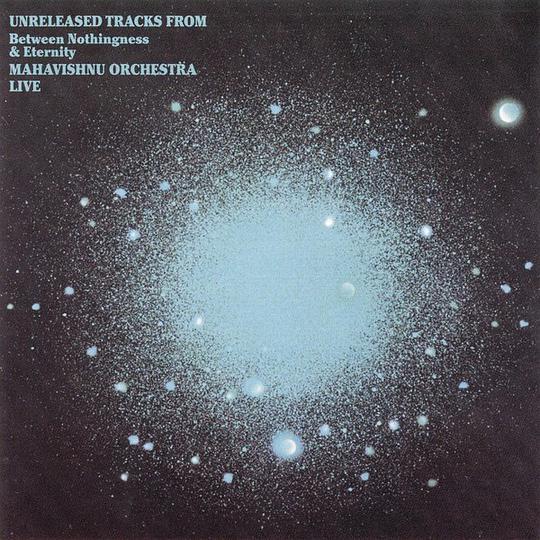 UNRELEASED TRACKS FROM
Between Nothingness
& Eternity
MAHAVISHNU ORCHESTRA
LIVE